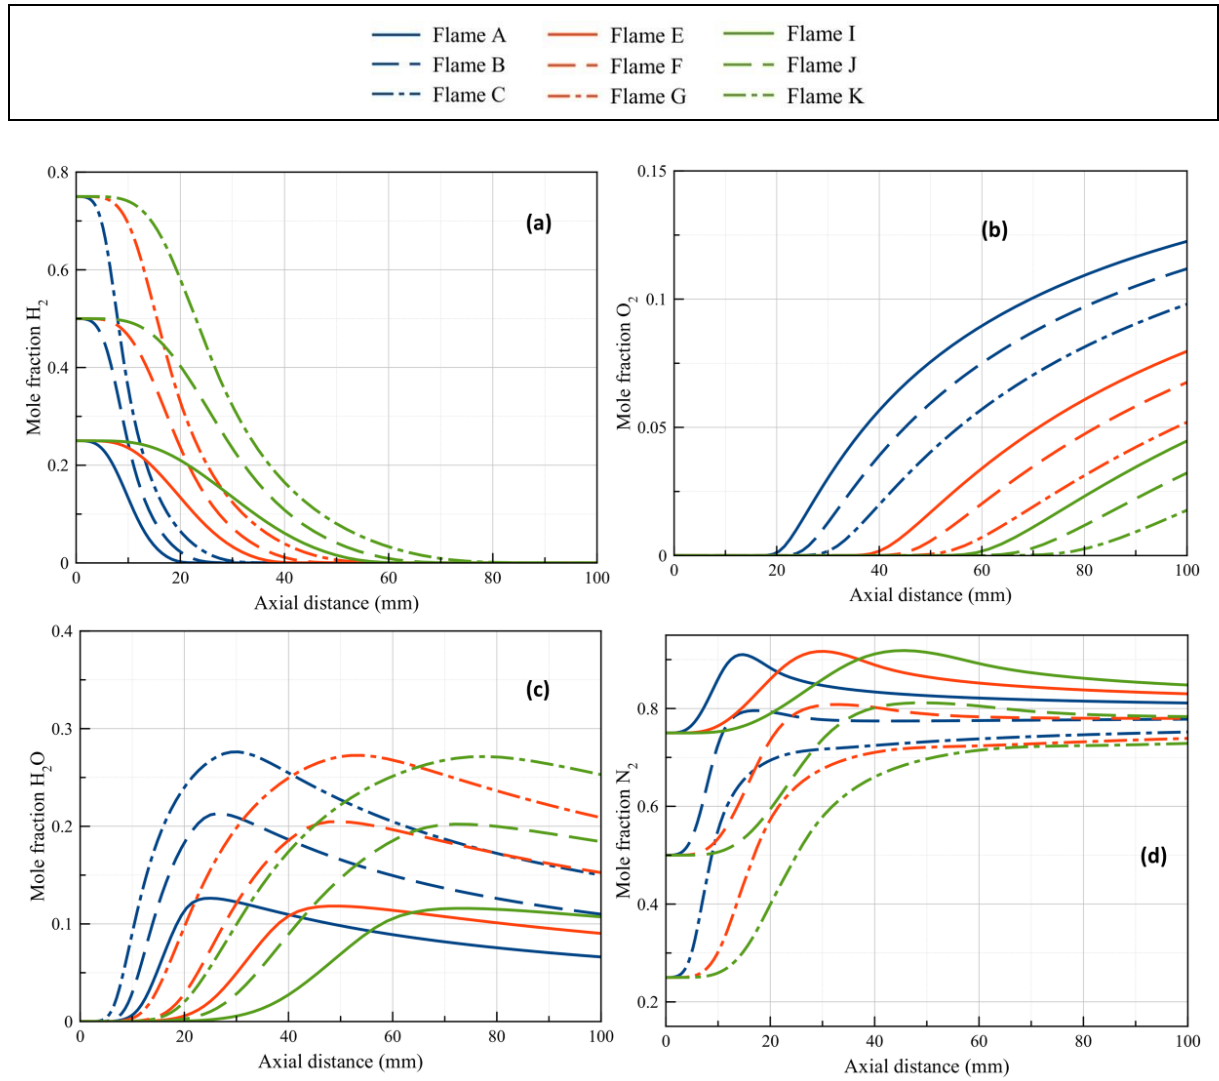 Flame A Flame E Flame I
Flame B Flame F Flame J
Flame C Flame G Flame K
0.8
0.6
0.4
0.2
0
Mole fraction H2
(a)
0 20 40 60 80 100
Axial distance (mm)
0.15
0.1
0.05
0
Mole fraction O2
(b)
0 20 40 60 80 100
Axial distance (mm)
0.4
0.3
0.2
0.1
0
Mole fraction H2O
(c)
0 20 40 60 80 100
Axial distance (mm)
0.8
0.6
0.4
0.2
Mole fraction N2
(d)
0 20 40 60 80 100
Axial distance (mm)